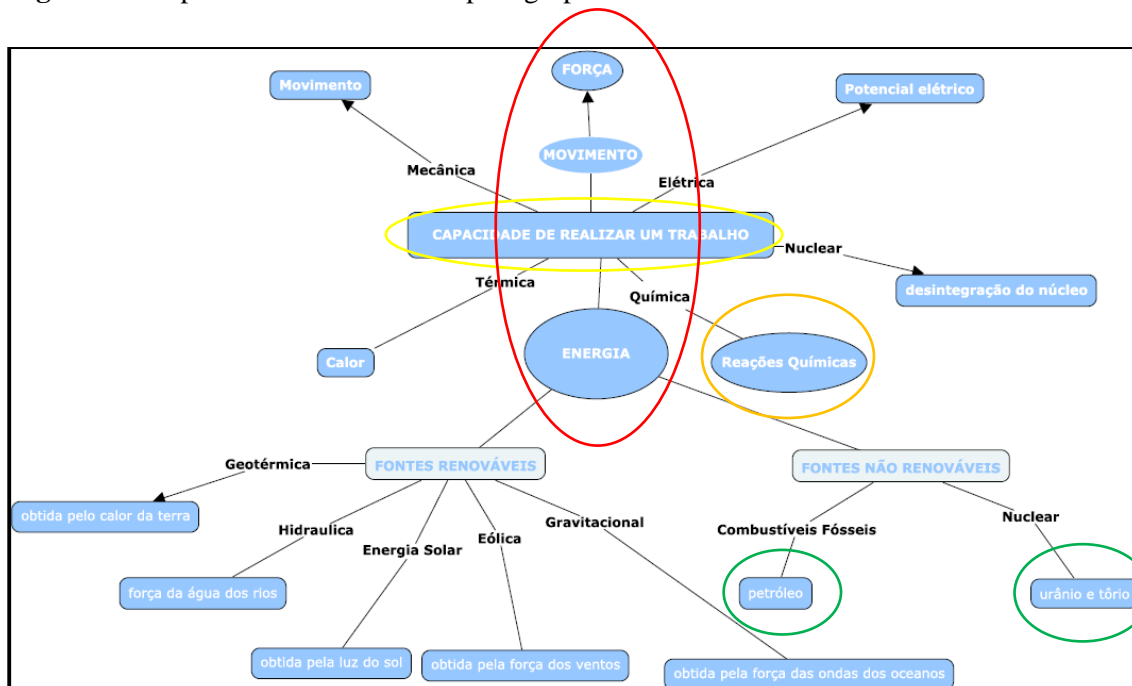 FORÇA
Movimento
Potencial elétrico
MOVIMENTO
Mecânica
Elétrica
CAPACIDADE DE REALIZAR UM TRABALHO
Nuclear
Térmica
desintegração do núcleo
Química
ENERGIA
Calor
Reações Químicas
Geotérmica
FONTES RENOVÁVEIS
FONTES NÃO RENOVÁVEIS
obtida pelo calor da terra
Hidraulica
Gravitacional
Combustíveis Fósseis
Nuclear
Energia Solar
Eólica
força da água dos rios
petróleo
urânio e tôrio
obtida pela luz do sol
obtida pela força dos ventos
obtida pela força das ondas dos oceanos